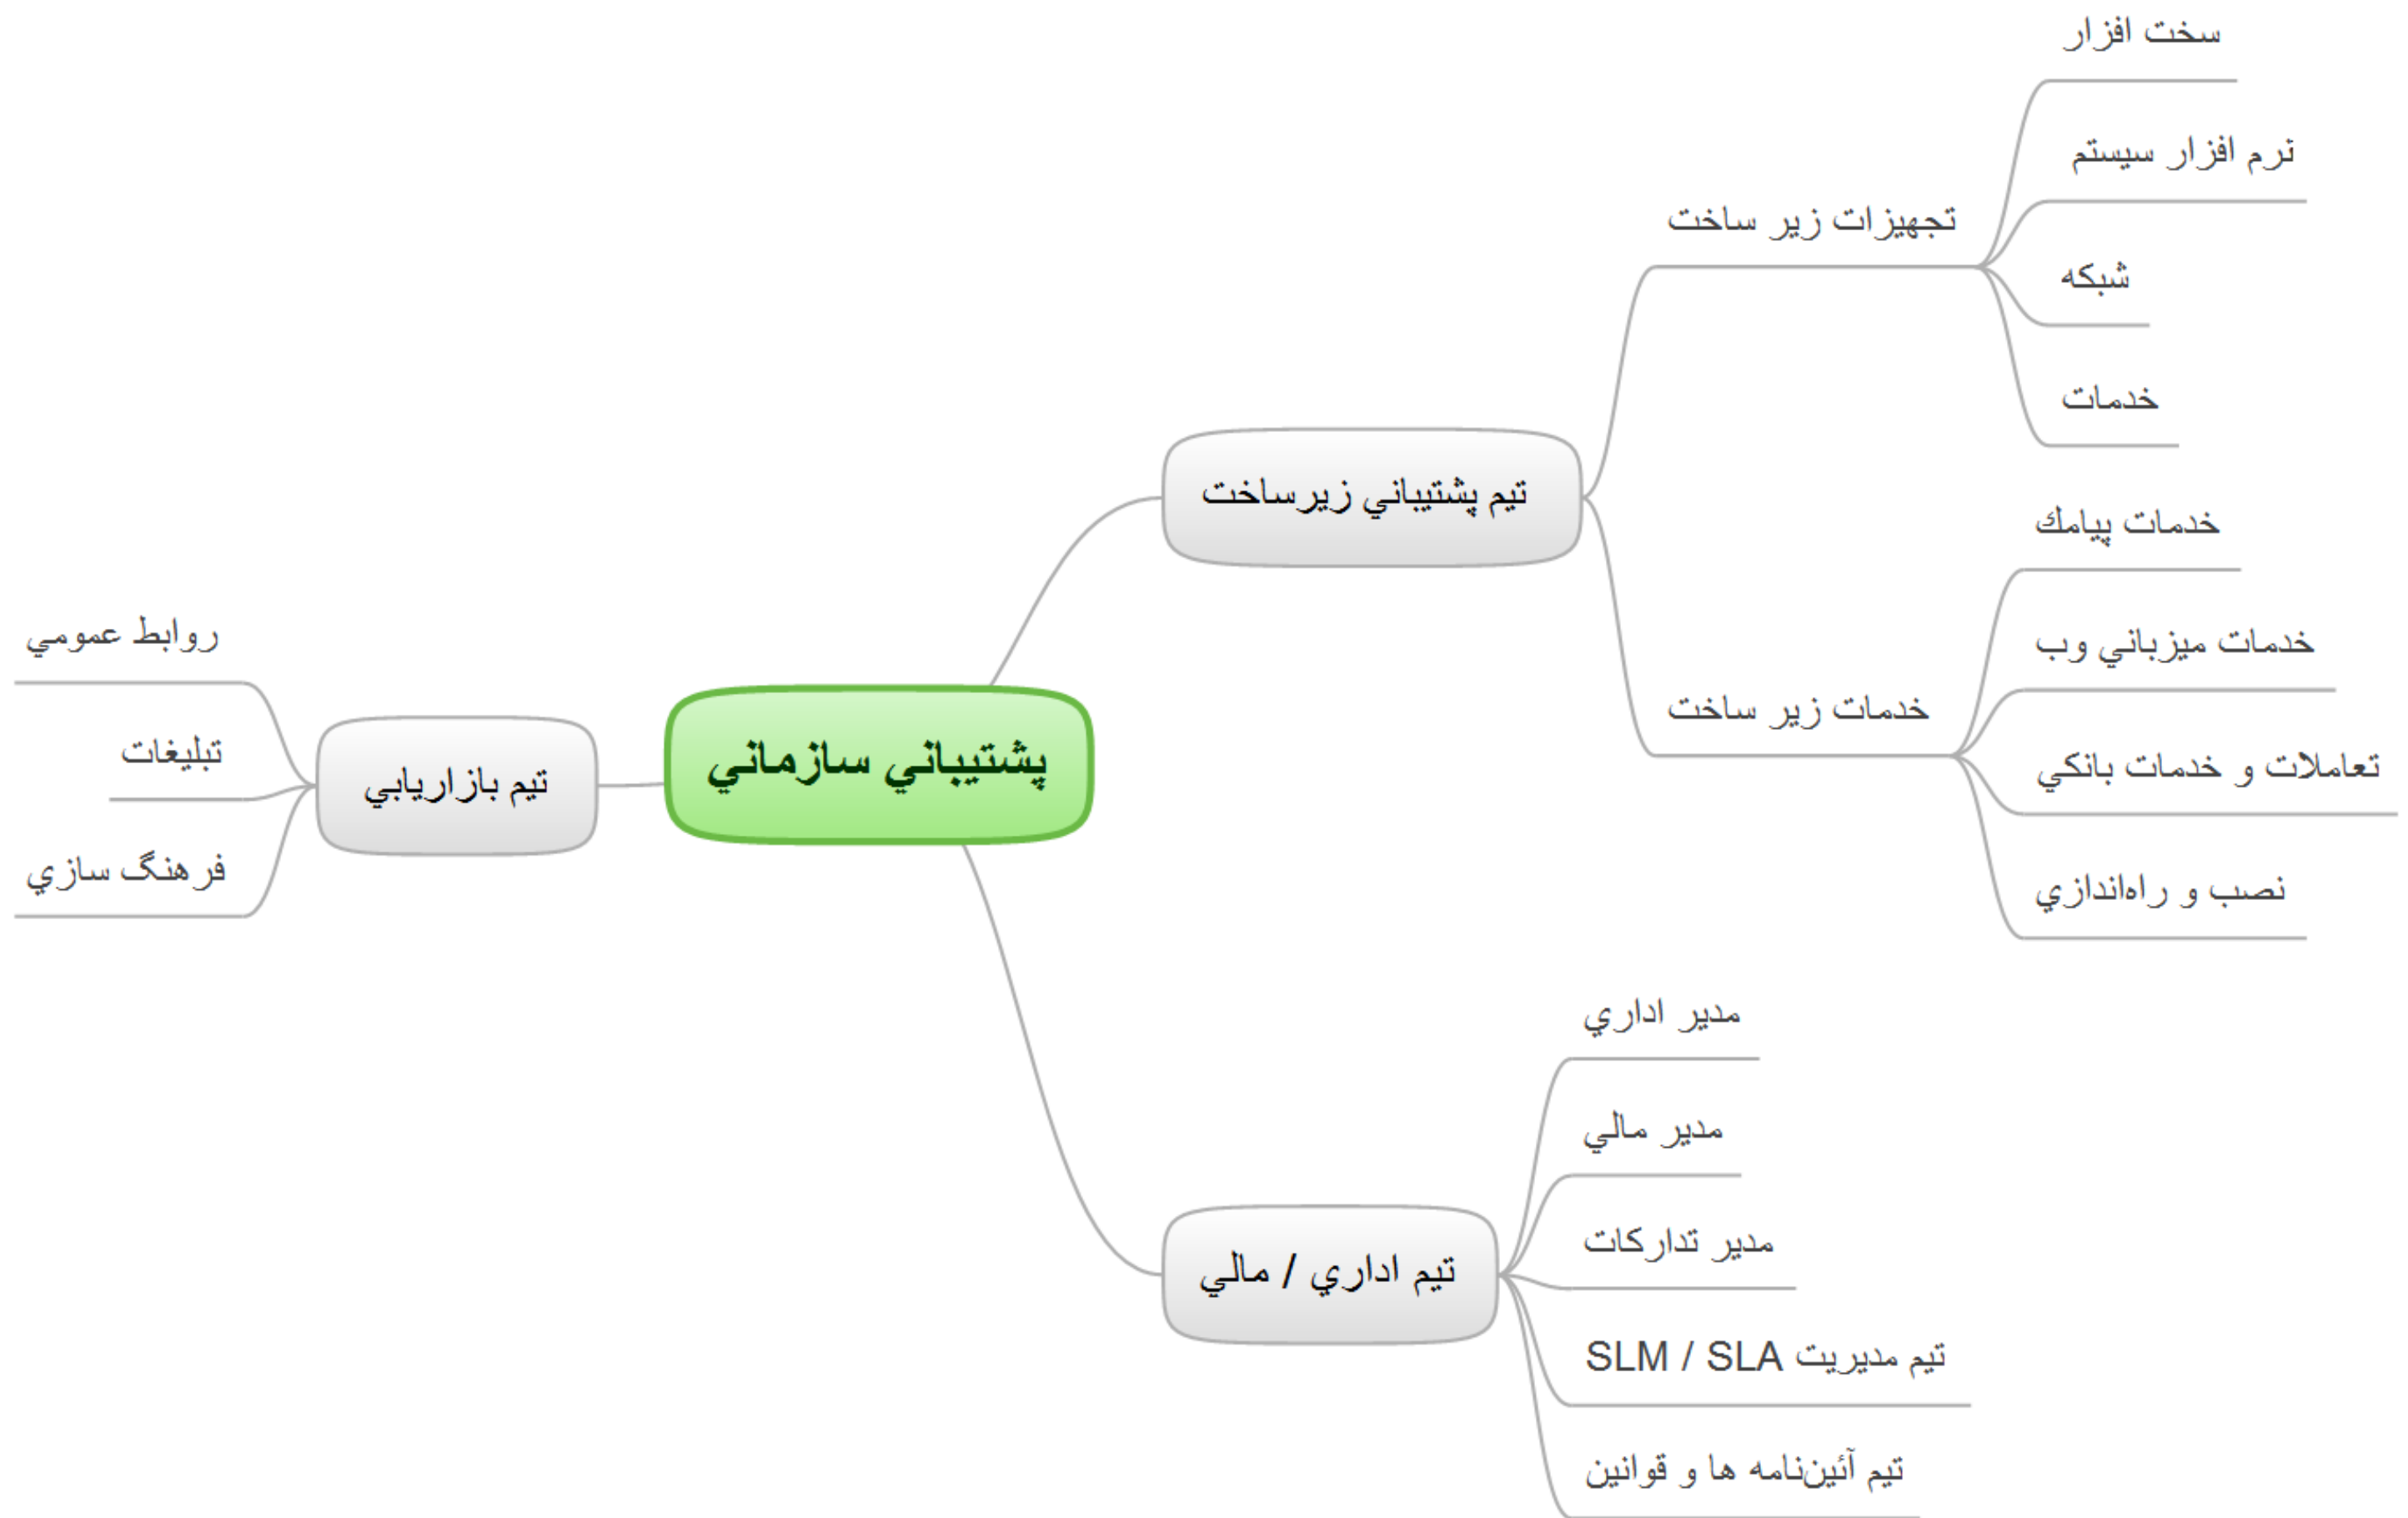 پشتيباني سازماني
تيم پشتيباني زيرساخت
تجهيزات زير ساخت
سخت افزار
نرم افزار سيستم
شبكه
خدمات
خدمات زير ساخت
خدمات پيامك
خدمات ميزباني وب
تعاملات و خدمات بانكي
نصب و راه‌اندازي
تيم اداري / مالي
مدير اداري
مدير مالي
مدير تداركات
تيم مديريت SLM / SLA
تيم آئين‌نامه ها و قوانين
تيم بازاريابي
روابط عمومي
تبليغات
فرهنگ سازي